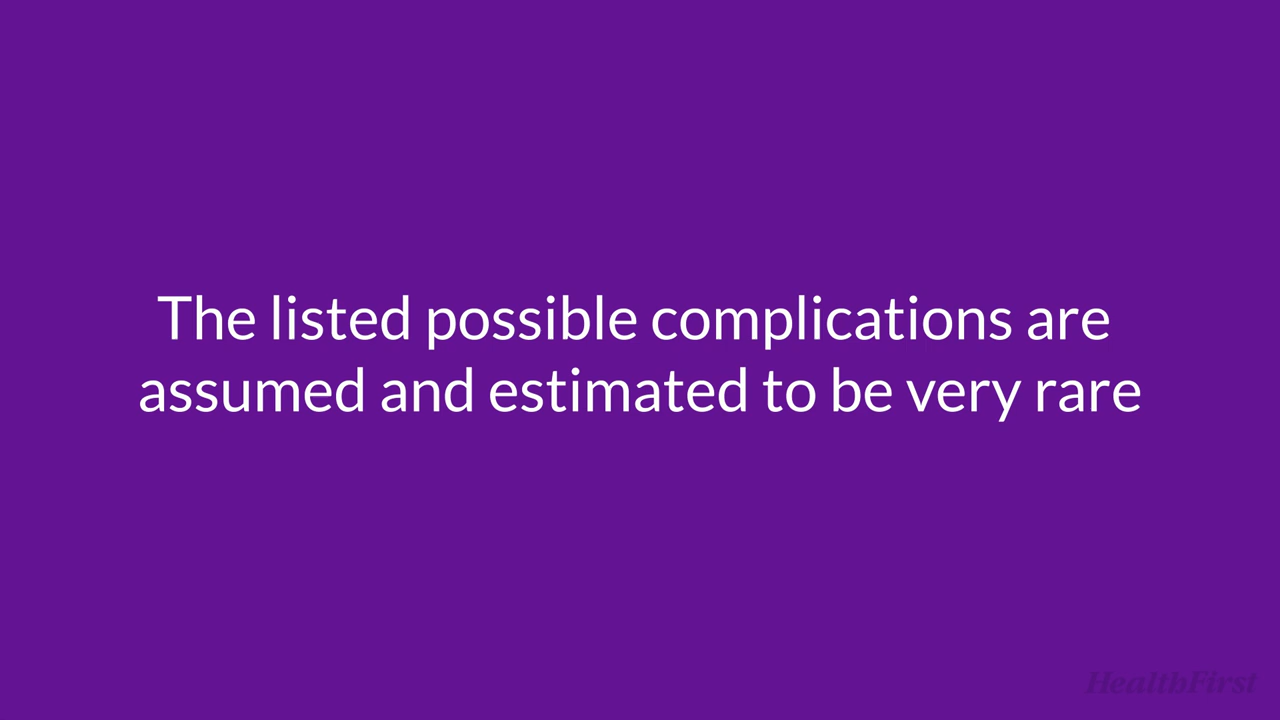 The listed possible complications are
assumed and estimated to be very rare
HealthFirst